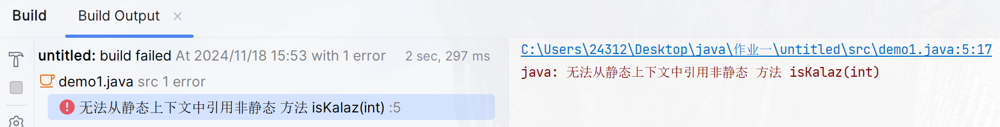 Build Build Output ×
untitled: build failed At 2024/11/18 15:53 with 1 error 2 sec, 297 ms
demo1.java src 1 error
无法从静态上下文中引用非静态 方法 isKalaz(int) :5
C:\Users\24312\Desktop\java\作业一\untitled\src\demo1.java:5:17
java: 无法从静态上下文中引用非静态 方法 isKalaz(int)